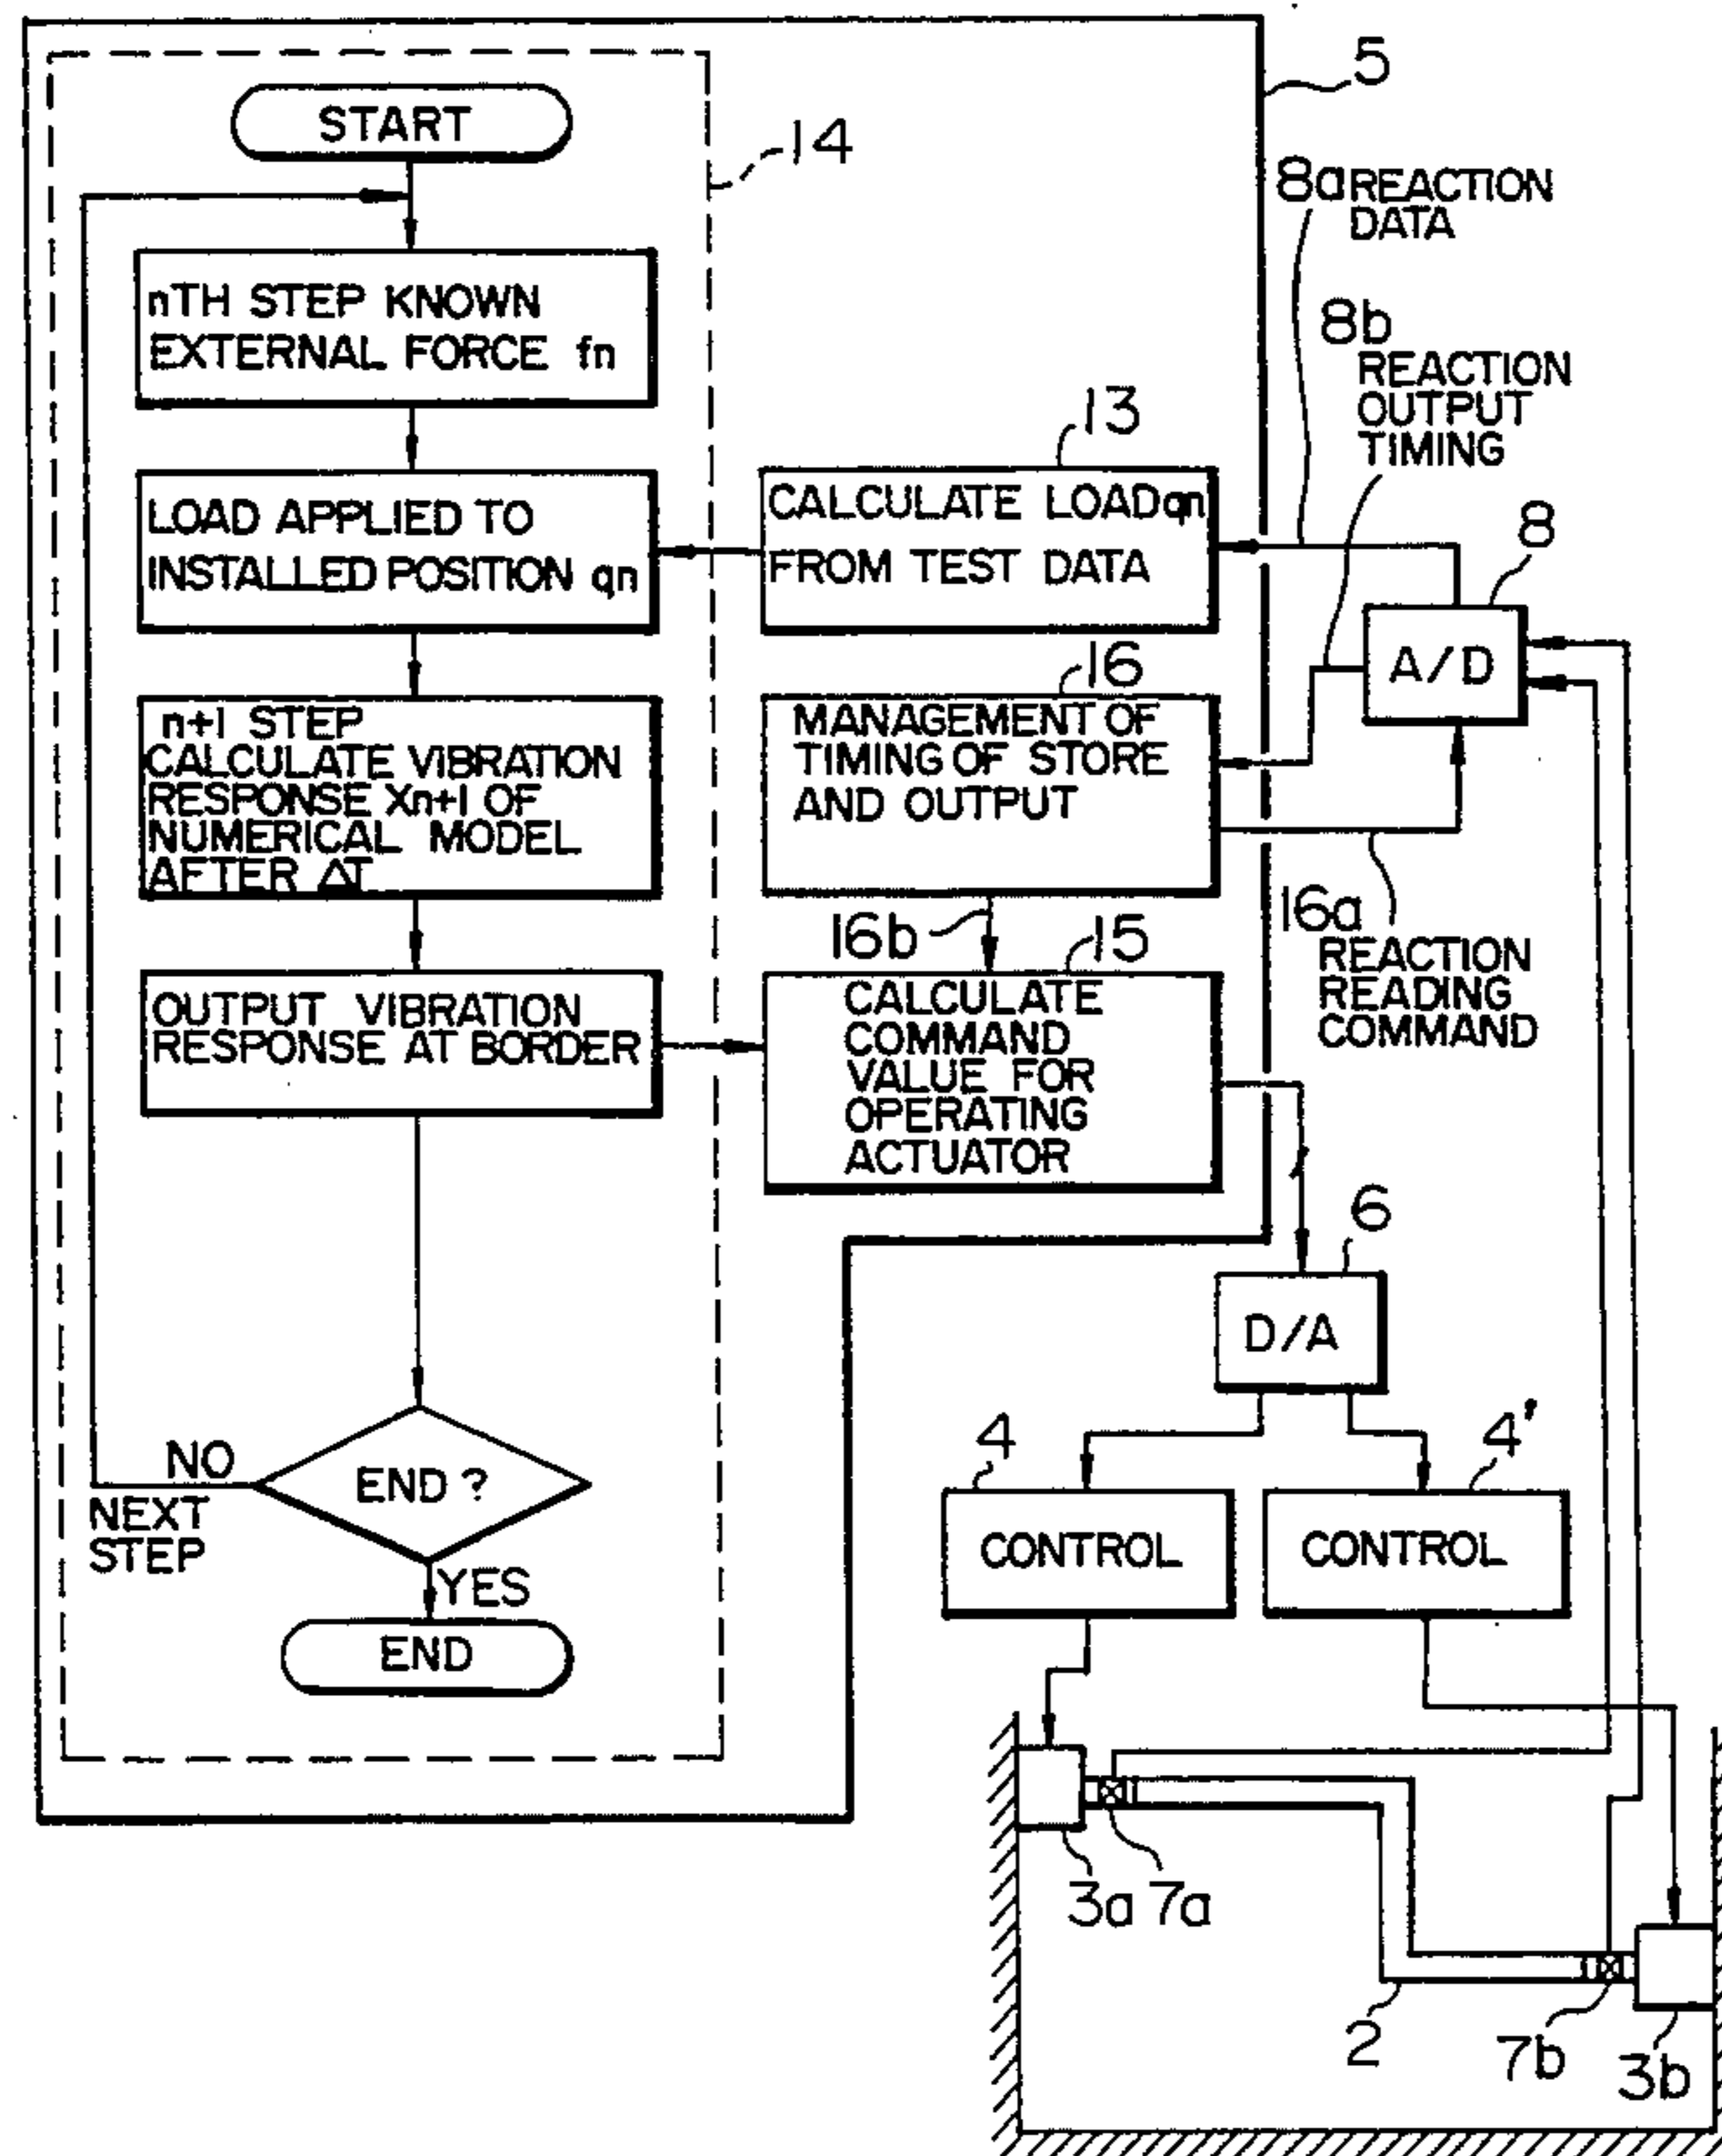 START
nTH STEP KNOWN
EXTERNAL FORCE fn
LOAD APPLIED TO
INSTALLED POSITION qn
n+1 STEP
CALCULATE VIBRATION
RESPONSE Xn+1 OF
NUMERICAL MODEL
AFTER ΔT
OUTPUT VIBRATION
RESPONSE AT BORDER
END ?
NO
NEXT
STEP
YES
END
14
5
13
CALCULATE LOAD qn
FROM TEST DATA
16
MANAGEMENT OF
TIMING OF STORE
AND OUTPUT
16b
15
CALCULATE
COMMAND
VALUE FOR
OPERATING
ACTUATOR
8a REACTION
DATA
8b
REACTION
OUTPUT
TIMING
8
A/D
16a
REACTION
READING
COMMAND
6
D/A
4
CONTROL
4'
CONTROL
3a 7a
2
7b
3b